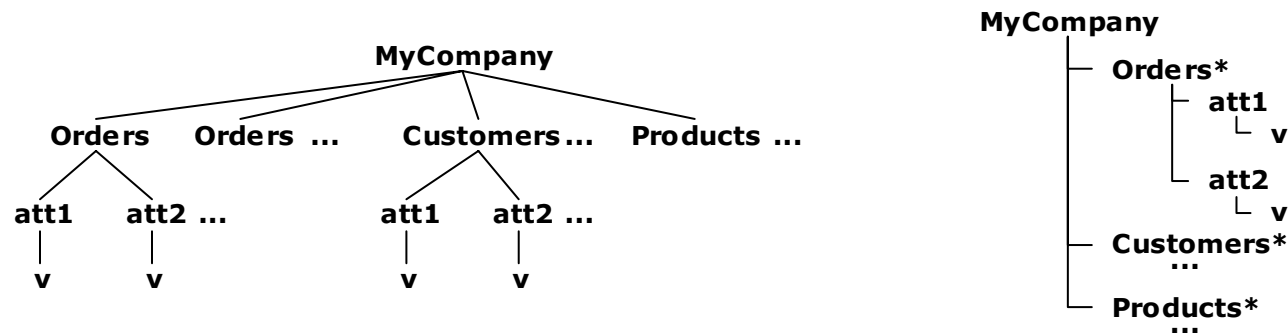 MyCompany
Orders Orders ... Customers ... Products ...
att1 att2 ... att1 att2 ...
v v v v
MyCompany
Orders*
att1
v
att2
v
Customers*
...
Products*
...